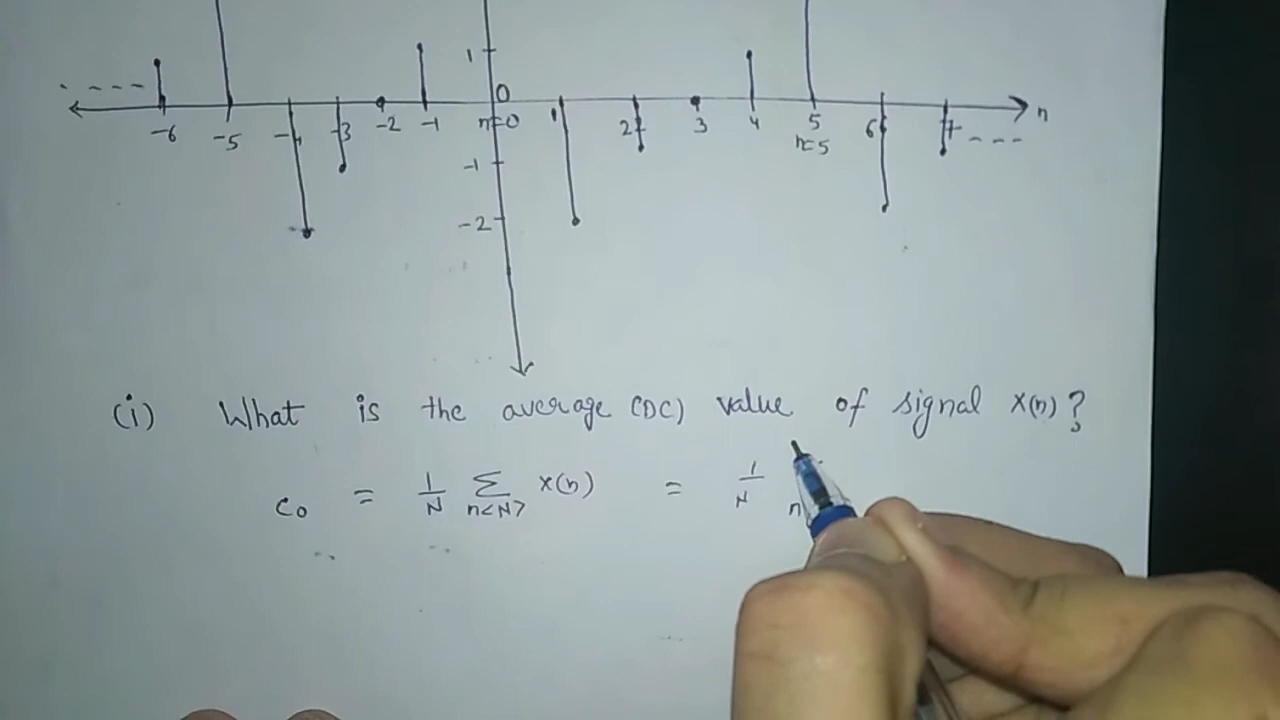 1
0
-6 -5 -4 -3 -2 -1 n=0 1 2 3 4 5 6 7 n
n=5
-1
-2
(i) What is the average (DC) value of signal x(n)?
c₀ = 1/N Σ n<N> x(n) = 1/N n